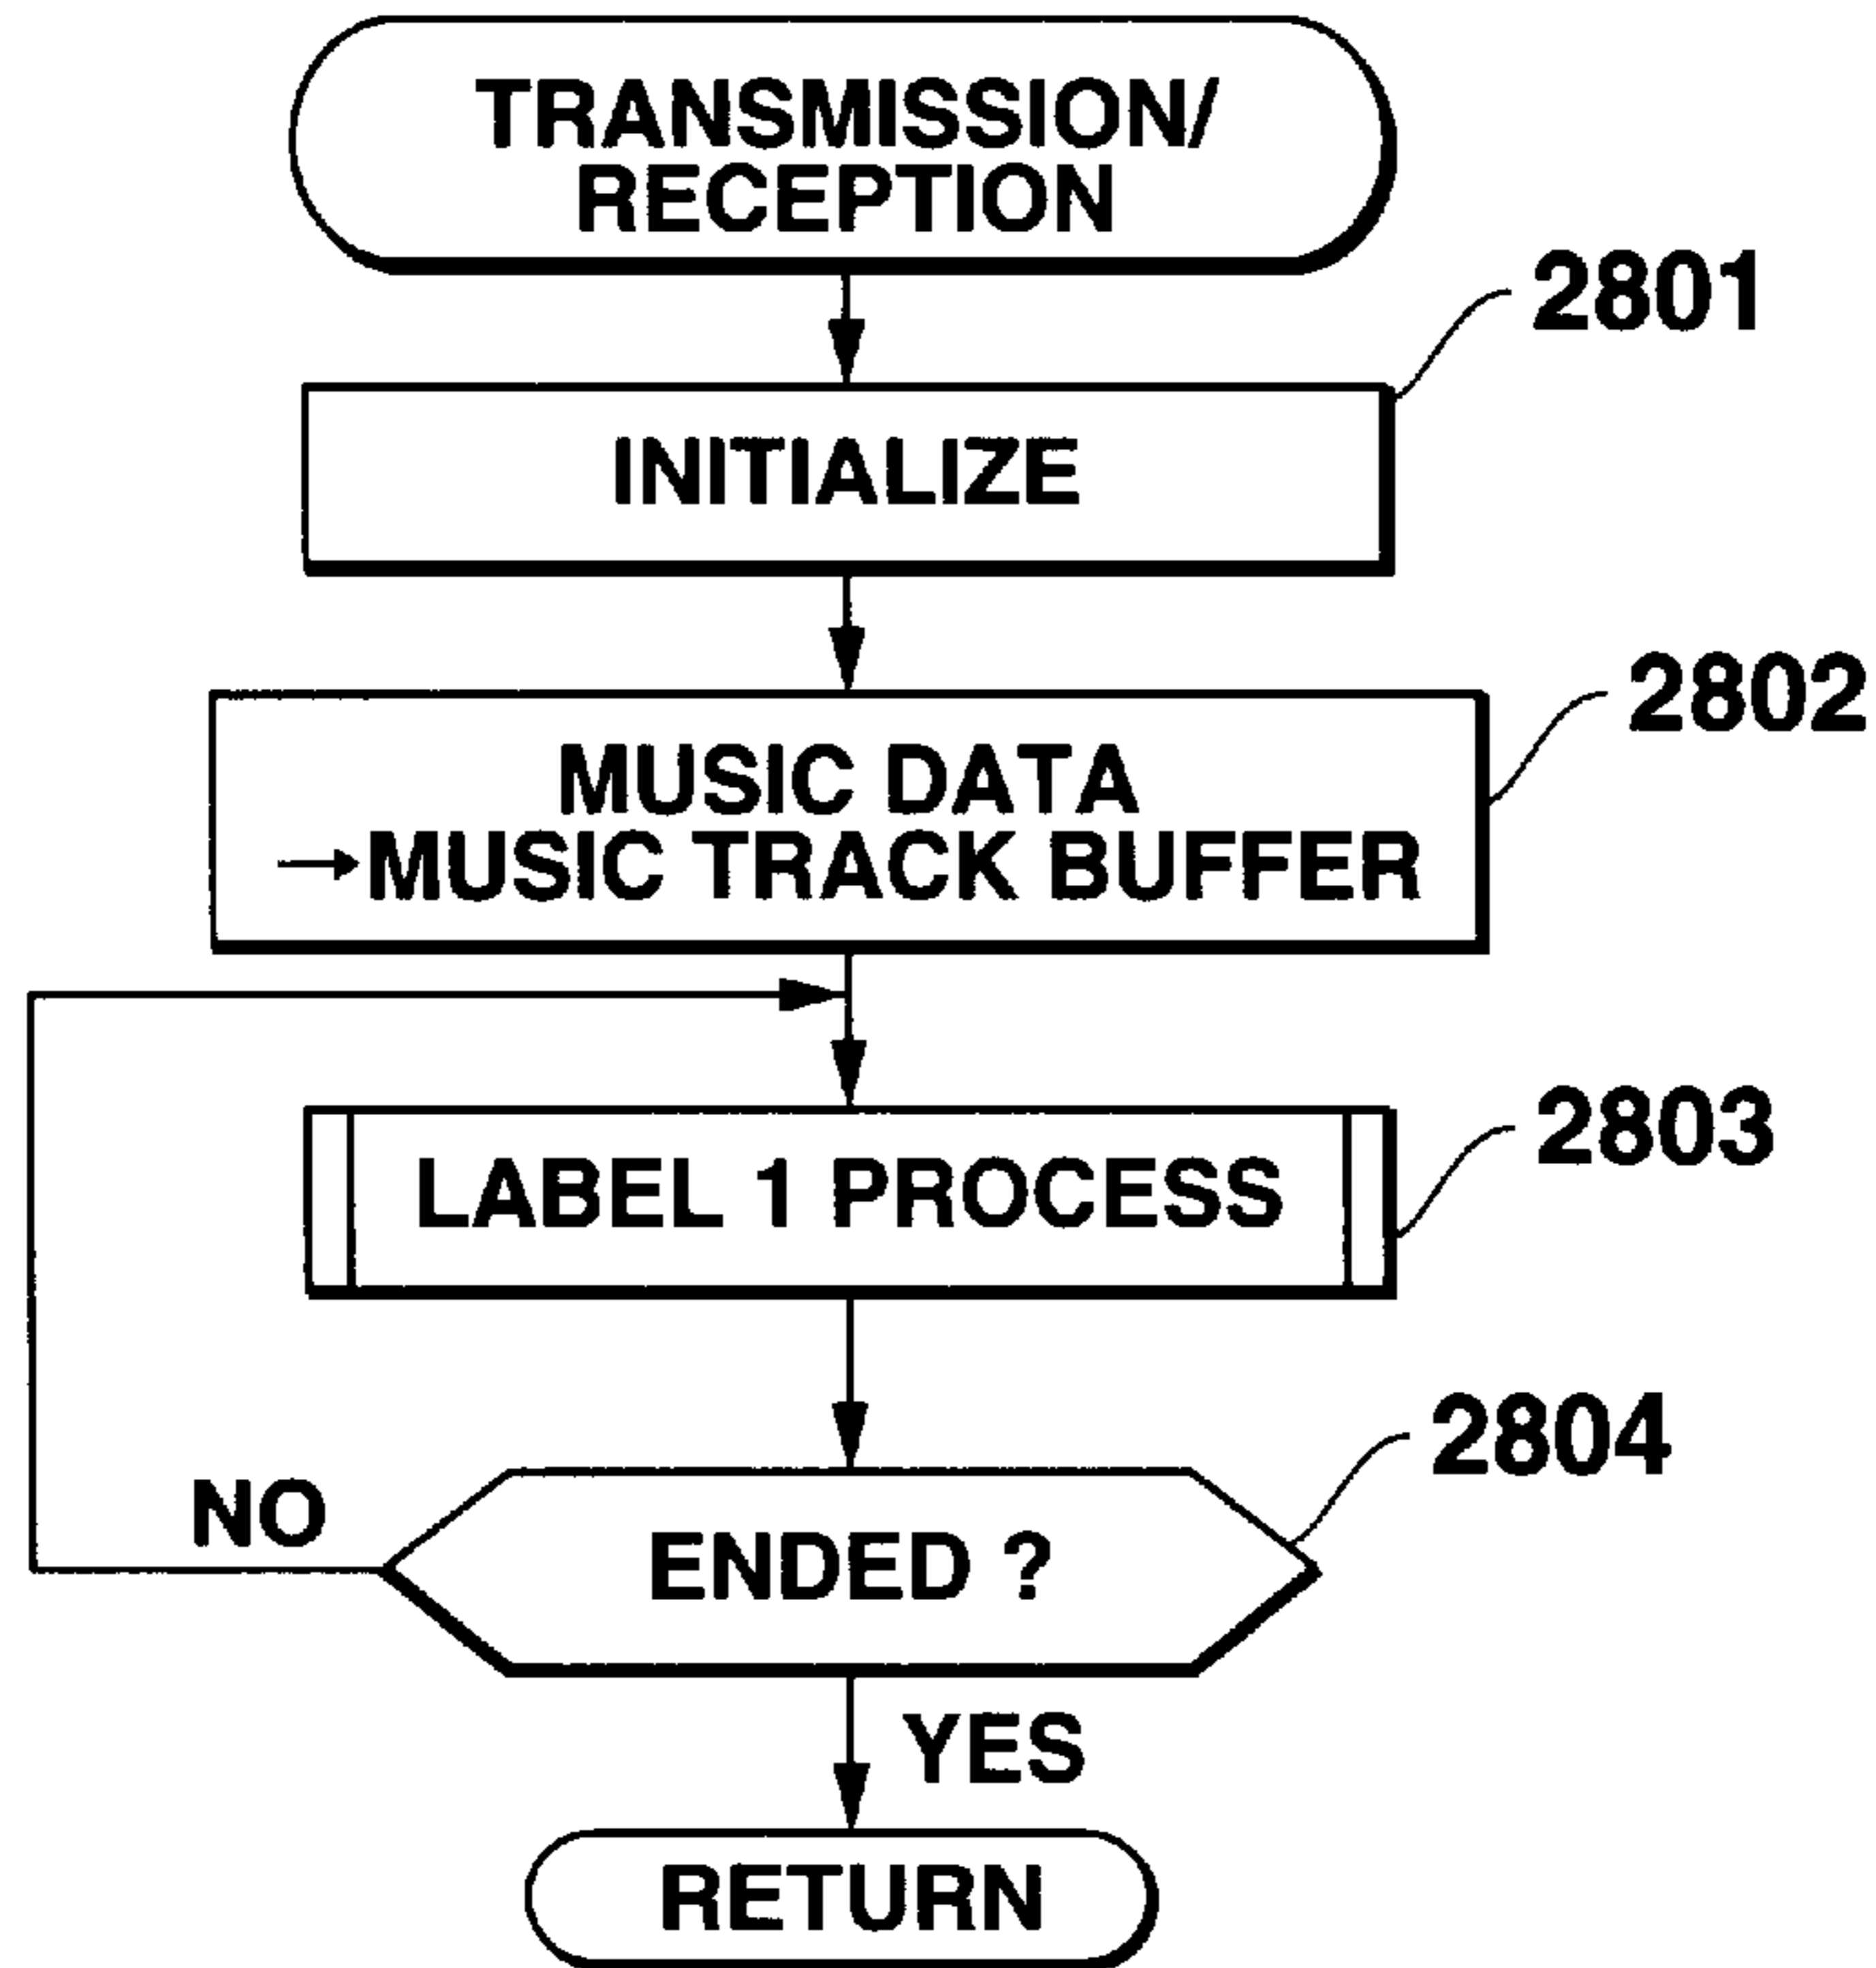 TRANSMISSION/
RECEPTION
2801
INITIALIZE
2802
MUSIC DATA
→MUSIC TRACK BUFFER
2803
LABEL 1 PROCESS
2804
NO
ENDED ?
YES
RETURN